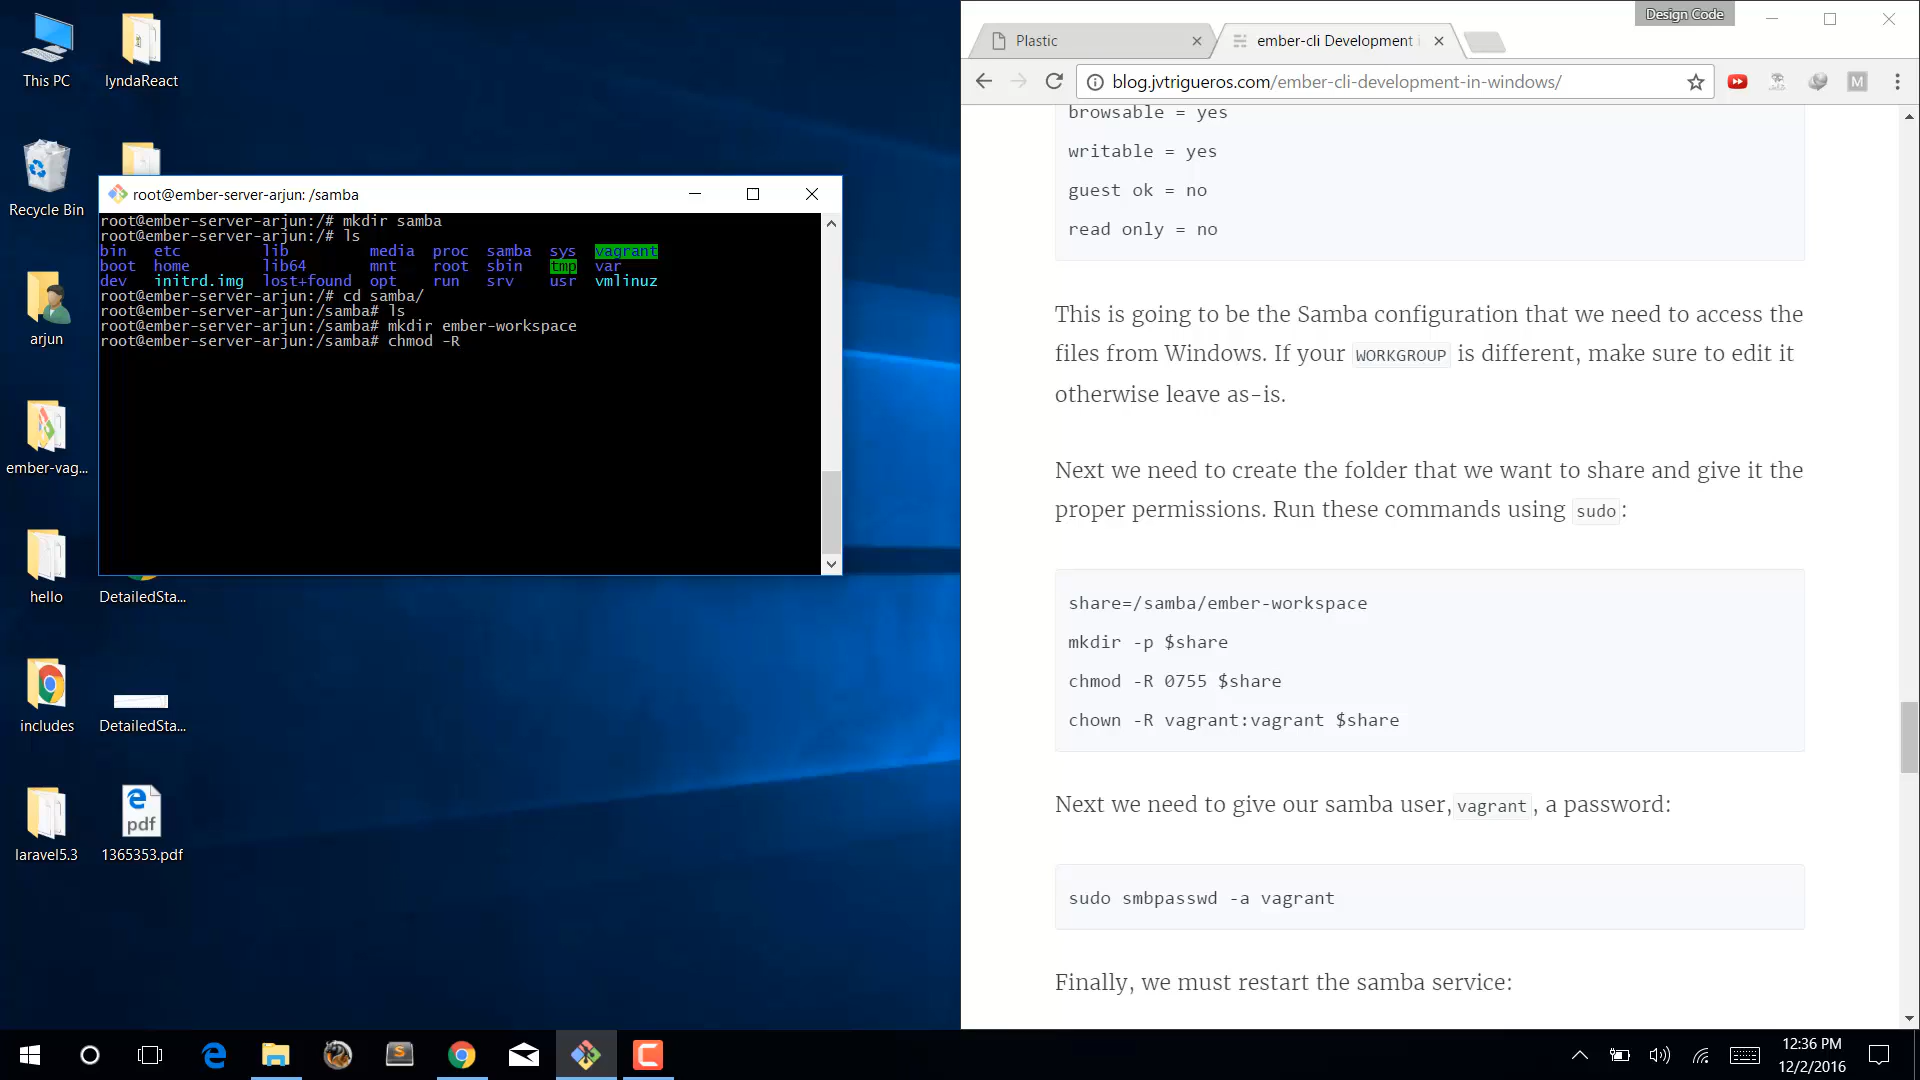 This PC
lyndaReact
Recycle Bin
arjun
ember-vag...
hello
DetailedSta...
includes
DetailedSta...
laravel5.3
pdf
1365353.pdf
root@ember-server-arjun: /samba
root@ember-server-arjun:/# mkdir samba
root@ember-server-arjun:/# ls
bin etc lib media proc samba sys vagrant
boot home lib64 mnt root sbin tmp var
dev initrd.img lost+found opt run srv usr vmlinuz
root@ember-server-arjun:/# cd samba/
root@ember-server-arjun:/samba# ls
root@ember-server-arjun:/samba# mkdir ember-workspace
root@ember-server-arjun:/samba# chmod -R
Design Code
Plastic
ember-cli Development i
blog.jvtrigueros.com/ember-cli-development-in-windows/
M
browsable = yes
writable = yes
guest ok = no
read only = no
This is going to be the Samba configuration that we need to access the
files from Windows. If your WORKGROUP is different, make sure to edit it
otherwise leave as-is.
Next we need to create the folder that we want to share and give it the
proper permissions. Run these commands using sudo:
share=/samba/ember-workspace
mkdir -p $share
chmod -R 0755 $share
chown -R vagrant:vagrant $share
Next we need to give our samba user, vagrant, a password:
sudo smbpasswd -a vagrant
Finally, we must restart the samba service:
12:36 PM
12/2/2016